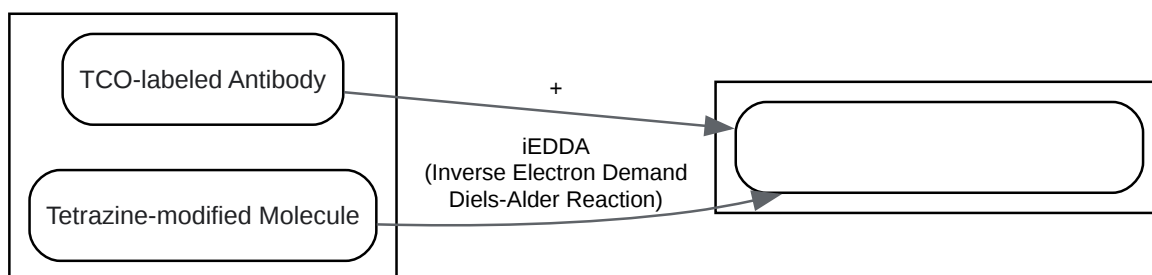 TCO-labeled Antibody
+
iEDDA
(Inverse Electron Demand
Diels-Alder Reaction)
Tetrazine-modified Molecule